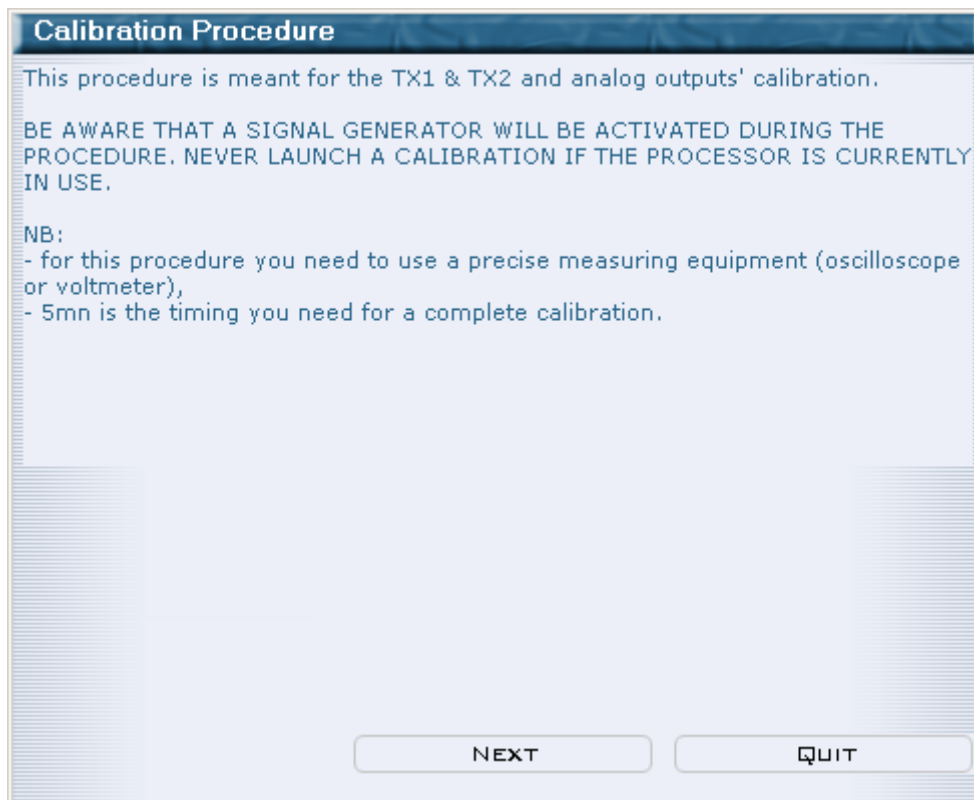 Calibration Procedure
This procedure is meant for the TX1 & TX2 and analog outputs' calibration.
BE AWARE THAT A SIGNAL GENERATOR WILL BE ACTIVATED DURING THE
PROCEDURE. NEVER LAUNCH A CALIBRATION IF THE PROCESSOR IS CURRENTLY
IN USE.
NB:
- for this procedure you need to use a precise measuring equipment (oscilloscope
or voltmeter),
- 5mn is the timing you need for a complete calibration.
NEXT
QUIT